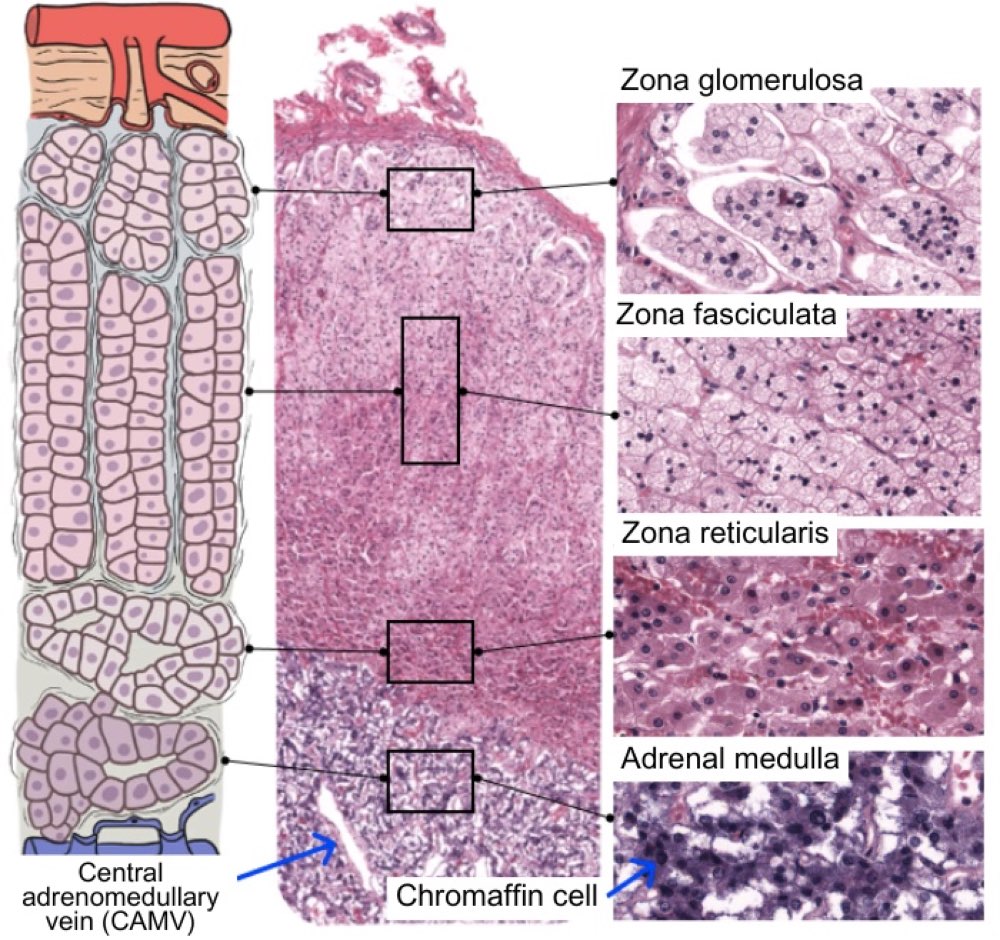 Zona glomerulosa
Zona fasciculata
Zona reticularis
Adrenal medulla
Central
adrenomedullary
vein (CAMV)
Chromaffin cell